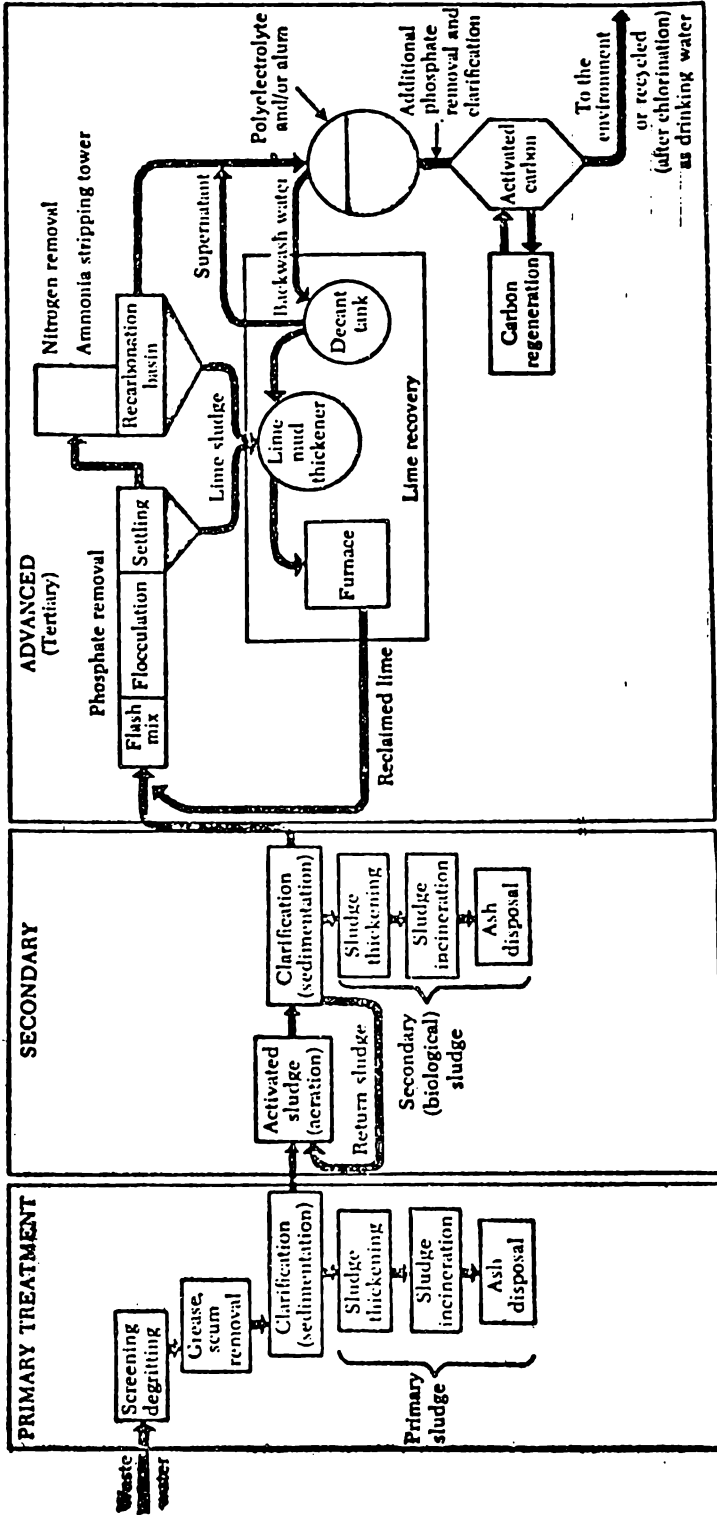 PRIMARY TREATMENT
Waste
water
Screening
degritting
Grease,
scum
removal
Clarification
(sedimentation)
Sludge
thickening
Sludge
incineration
Ash
disposal
Primary
sludge
SECONDARY
Activated
sludge
(aeration)
Clarification
(sedimentation)
Return sludge
Sludge
thickening
Sludge
incineration
Ash
disposal
Secondary
(biological)
sludge
ADVANCED
(Tertiary)
Phosphate removal
Flash
mix
Flocculation
Settling
Nitrogen removal
Ammonia stripping tower
Recarbonation
basin
Lime sludge
Supernatant
Backwash water
Polyelectrolyte
and/or alum
Lime
mud
thickener
Decant
tank
Furnace
Lime recovery
Reclaimed lime
Additional
phosphate
removal and
clarification
Activated carbon
Carbon
regeneration
To the
environment
or recycled
(after chlorination)
as drinking water